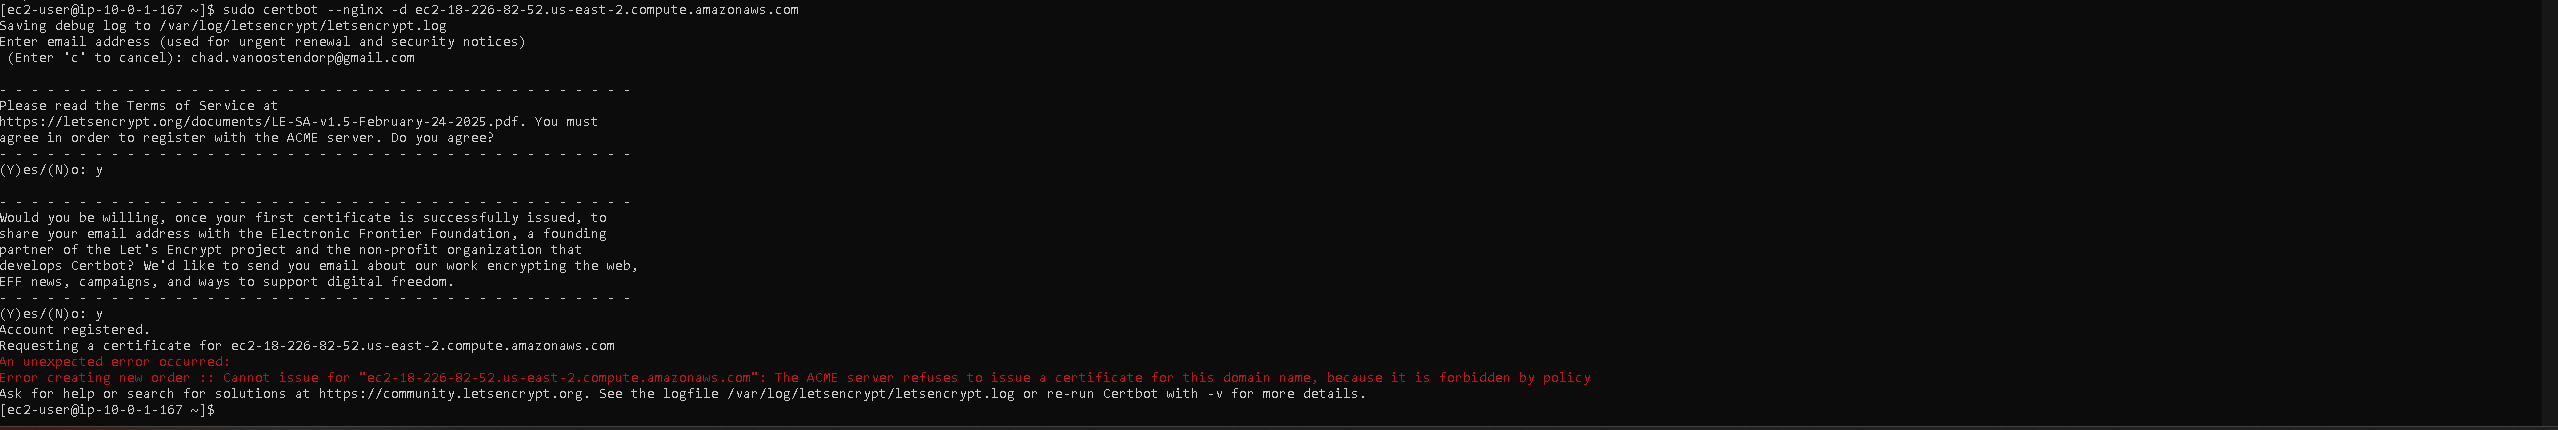 [ec2-user@ip-10-0-1-167 ~]$ sudo certbot --nginx -d ec2-18-226-82-52.us-east-2.compute.amazonaws.com
Saving debug log to /var/log/letsencrypt/letsencrypt.log
Enter email address (used for urgent renewal and security notices)
 (Enter 'c' to cancel): chad.vanoostendorp@gmail.com

- - - - - - - - - - - - - - - - - - - - - - - - - - - - - - - - - - - - - - - -
Please read the Terms of Service at
https://letsencrypt.org/documents/LE-SA-v1.5-February-24-2025.pdf. You must
agree in order to register with the ACME server. Do you agree?
- - - - - - - - - - - - - - - - - - - - - - - - - - - - - - - - - - - - - - - -
(Y)es/(N)o: y

- - - - - - - - - - - - - - - - - - - - - - - - - - - - - - - - - - - - - - - -
Would you be willing, once your first certificate is successfully issued, to
share your email address with the Electronic Frontier Foundation, a founding
partner of the Let's Encrypt project and the non-profit organization that
develops Certbot? We'd like to send you email about our work encrypting the web,
EFF news, campaigns, and ways to support digital freedom.
- - - - - - - - - - - - - - - - - - - - - - - - - - - - - - - - - - - - - - - -
(Y)es/(N)o: y
Account registered.
Requesting a certificate for ec2-18-226-82-52.us-east-2.compute.amazonaws.com
An unexpected error occurred:
Error creating new order :: Cannot issue for "ec2-18-226-82-52.us-east-2.compute.amazonaws.com": The ACME server refuses to issue a certificate for this domain name, because it is forbidden by policy
Ask for help or search for solutions at https://community.letsencrypt.org. See the logfile /var/log/letsencrypt/letsencrypt.log or re-run Certbot with -v for more details.
[ec2-user@ip-10-0-1-167 ~]$